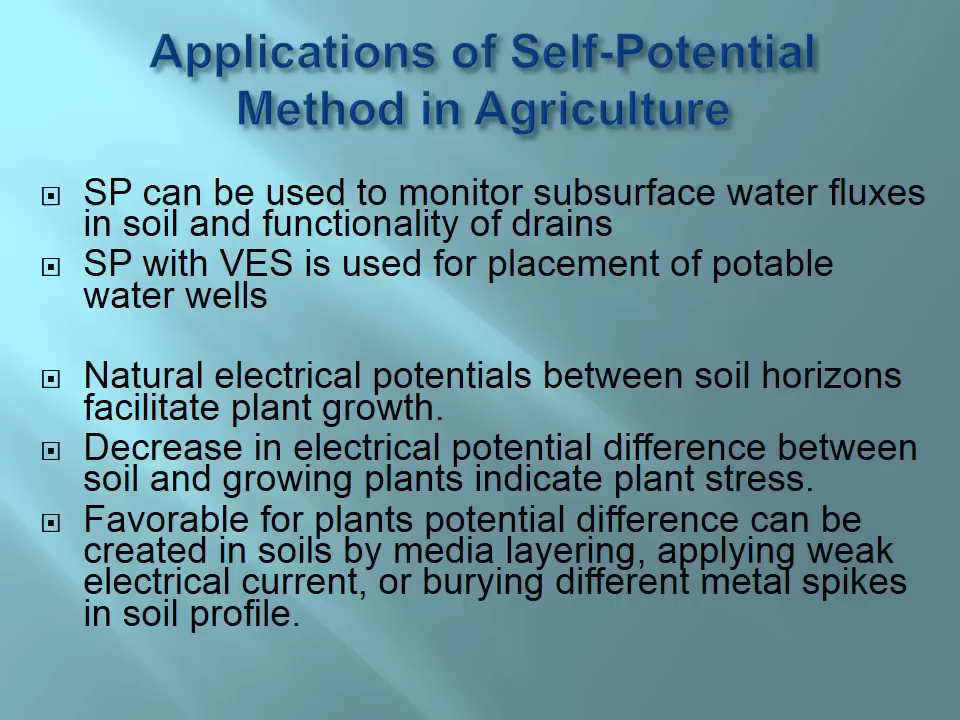 Applications of Self-Potential
Method in Agriculture
SP can be used to monitor subsurface water fluxes
in soil and functionality of drains
SP with VES is used for placement of potable
water wells
Natural electrical potentials between soil horizons
facilitate plant growth.
Decrease in electrical potential difference between
soil and growing plants indicate plant stress.
Favorable for plants potential difference can be
created in soils by media layering, applying weak
electrical current, or burying different metal spikes
in soil profile.